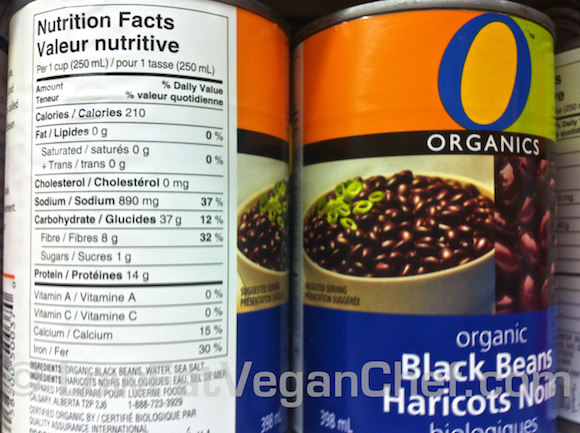 Nutrition Facts
Valeur nutritive
Per 1 cup (250 mL) / pour 1 tasse (250 mL)
Amount % Daily Value
Teneur % valeur quotidienne
Calories / Calories 210
Fat / Lipides 0 g 0 %
Saturated / saturés 0 g
+ Trans / trans 0 g 0 %
Cholesterol / Cholestérol 0 mg
Sodium / Sodium 890 mg 37 %
Carbohydrate / Glucides 37 g 12 %
Fibre / Fibres 8 g 32 %
Sugars / Sucres 1 g
Protein / Protéines 14 g
Vitamin A / Vitamine A 0 %
Vitamin C / Vitamine C 0 %
Calcium / Calcium 15 %
Iron / Fer 30 %
INGREDIENTS: ORGANIC BLACK BEANS, WATER, SEA SALT.
INGRÉDIENTS: HARICOTS NOIRS BIOLOGIQUES, EAU, SEL DE MER.
PREPARED FOR / PRÉPARÉ POUR: LUCERNE FOODS,
CALGARY, ALBERTA T2P 2J6 1-888-723-3929
CERTIFIED ORGANIC BY / CERTIFIÉ BIOLOGIQUE PAR
QUALITY ASSURANCE INTERNATIONAL
SUGGESTED SERVING
PRÉSENTATION SUGGÉRÉE
398 mL
O
ORGANICS
SUGGESTED SERVING
PRÉSENTATION SUGGÉRÉE
organic
Black Beans
Haricots Noirs
biologiques
398 mL
VeganChef.com